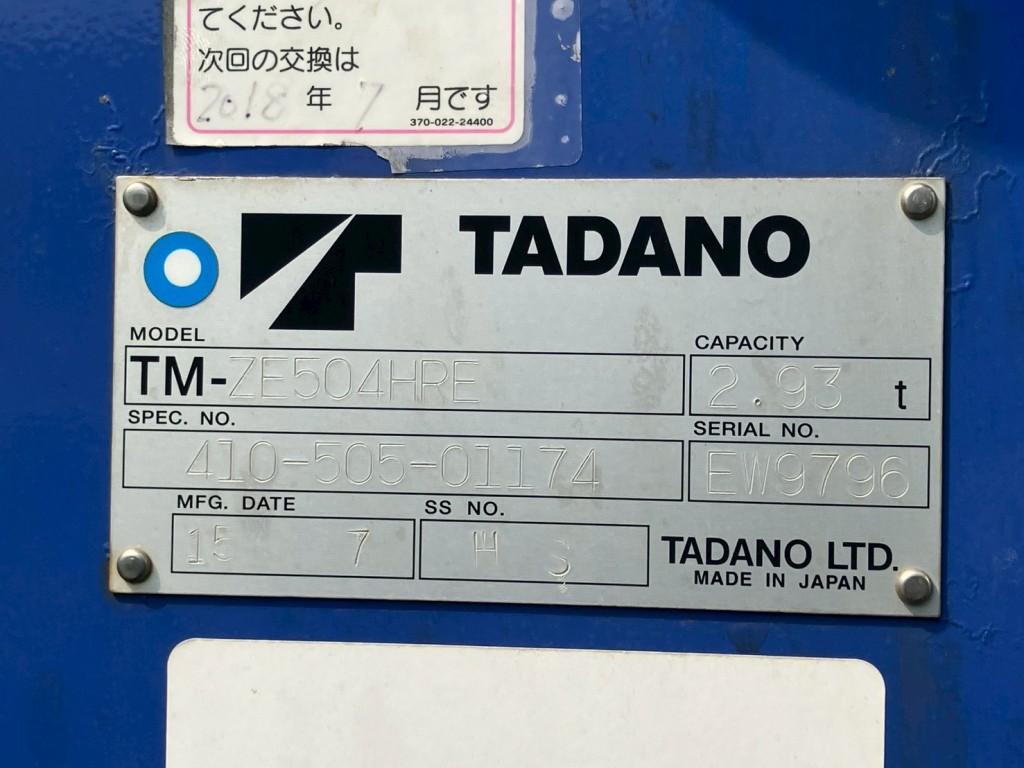 てください。
次回の交換は
2018 年 7 月です
370-022-24400
TADANO
MODEL
TM-ZE504HRE
CAPACITY
2.93 t
SPEC. NO.
410-505-01174
SERIAL NO.
EW9796
MFG. DATE
15 7
SS NO.
3
TADANO LTD.
MADE IN JAPAN